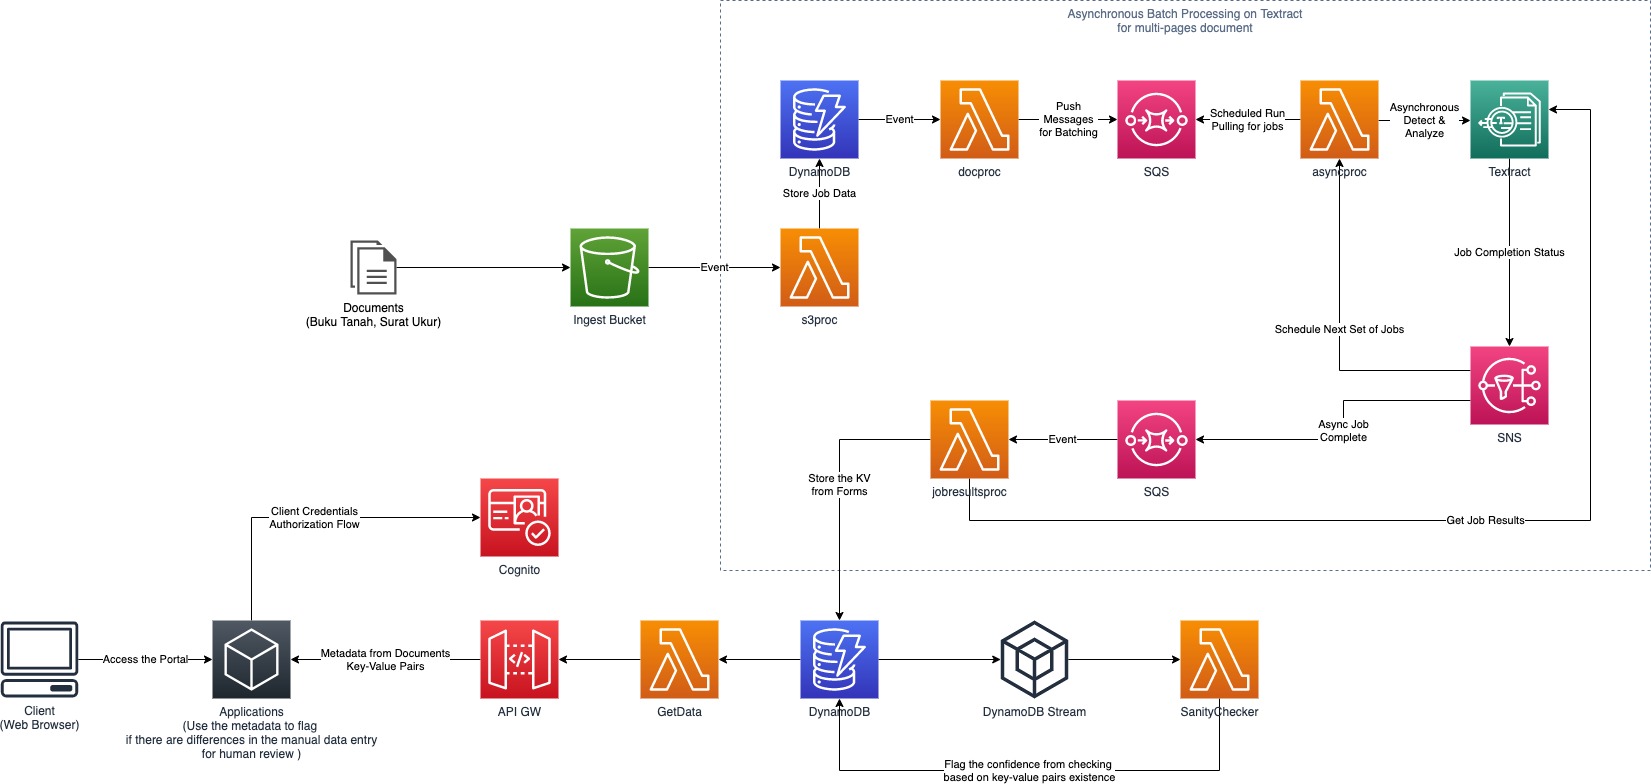 Asynchronous Batch Processing on Textract
for multi-pages document
Event
Push
Messages
for Batching
Scheduled Run
Pulling for jobs
Asynchronous
Detect &
Analyze
DynamoDB
docproc
SQS
asyncproc
Textract
Store Job Data
Job Completion Status
Event
Documents
(Buku Tanah, Surat Ukur)
Ingest Bucket
s3proc
Schedule Next Set of Jobs
SNS
Async Job
Complete
Event
Store the KV
from Forms
jobresultsproc
SQS
Get Job Results
Client Credentials
Authorization Flow
Cognito
Access the Portal
Metadata from Documents
Key-Value Pairs
Client
(Web Browser)
Applications
(Use the metadata to flag
if there are differences in the manual data entry
for human review )
API GW
GetData
DynamoDB
DynamoDB Stream
SanityChecker
Flag the confidence from checking
based on key-value pairs existence